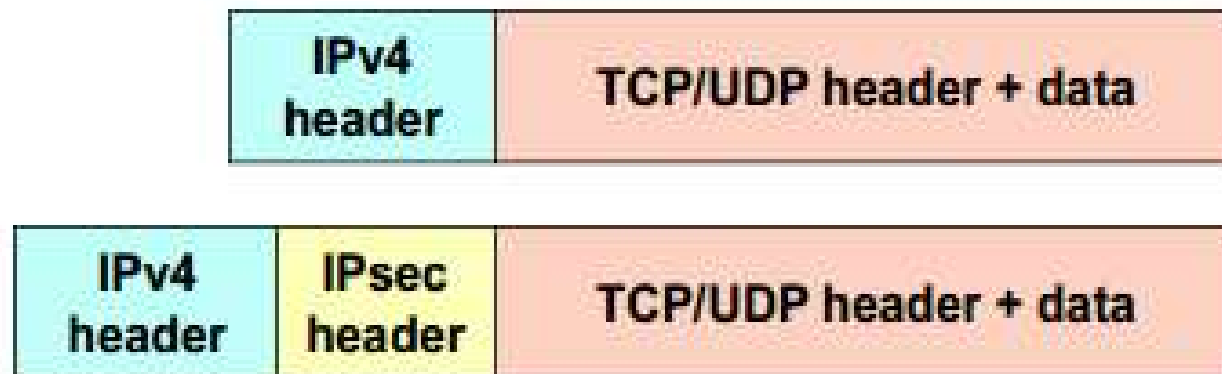 IPv4
header
TCP/UDP header + data
IPv4
header
IPsec
header
TCP/UDP header + data